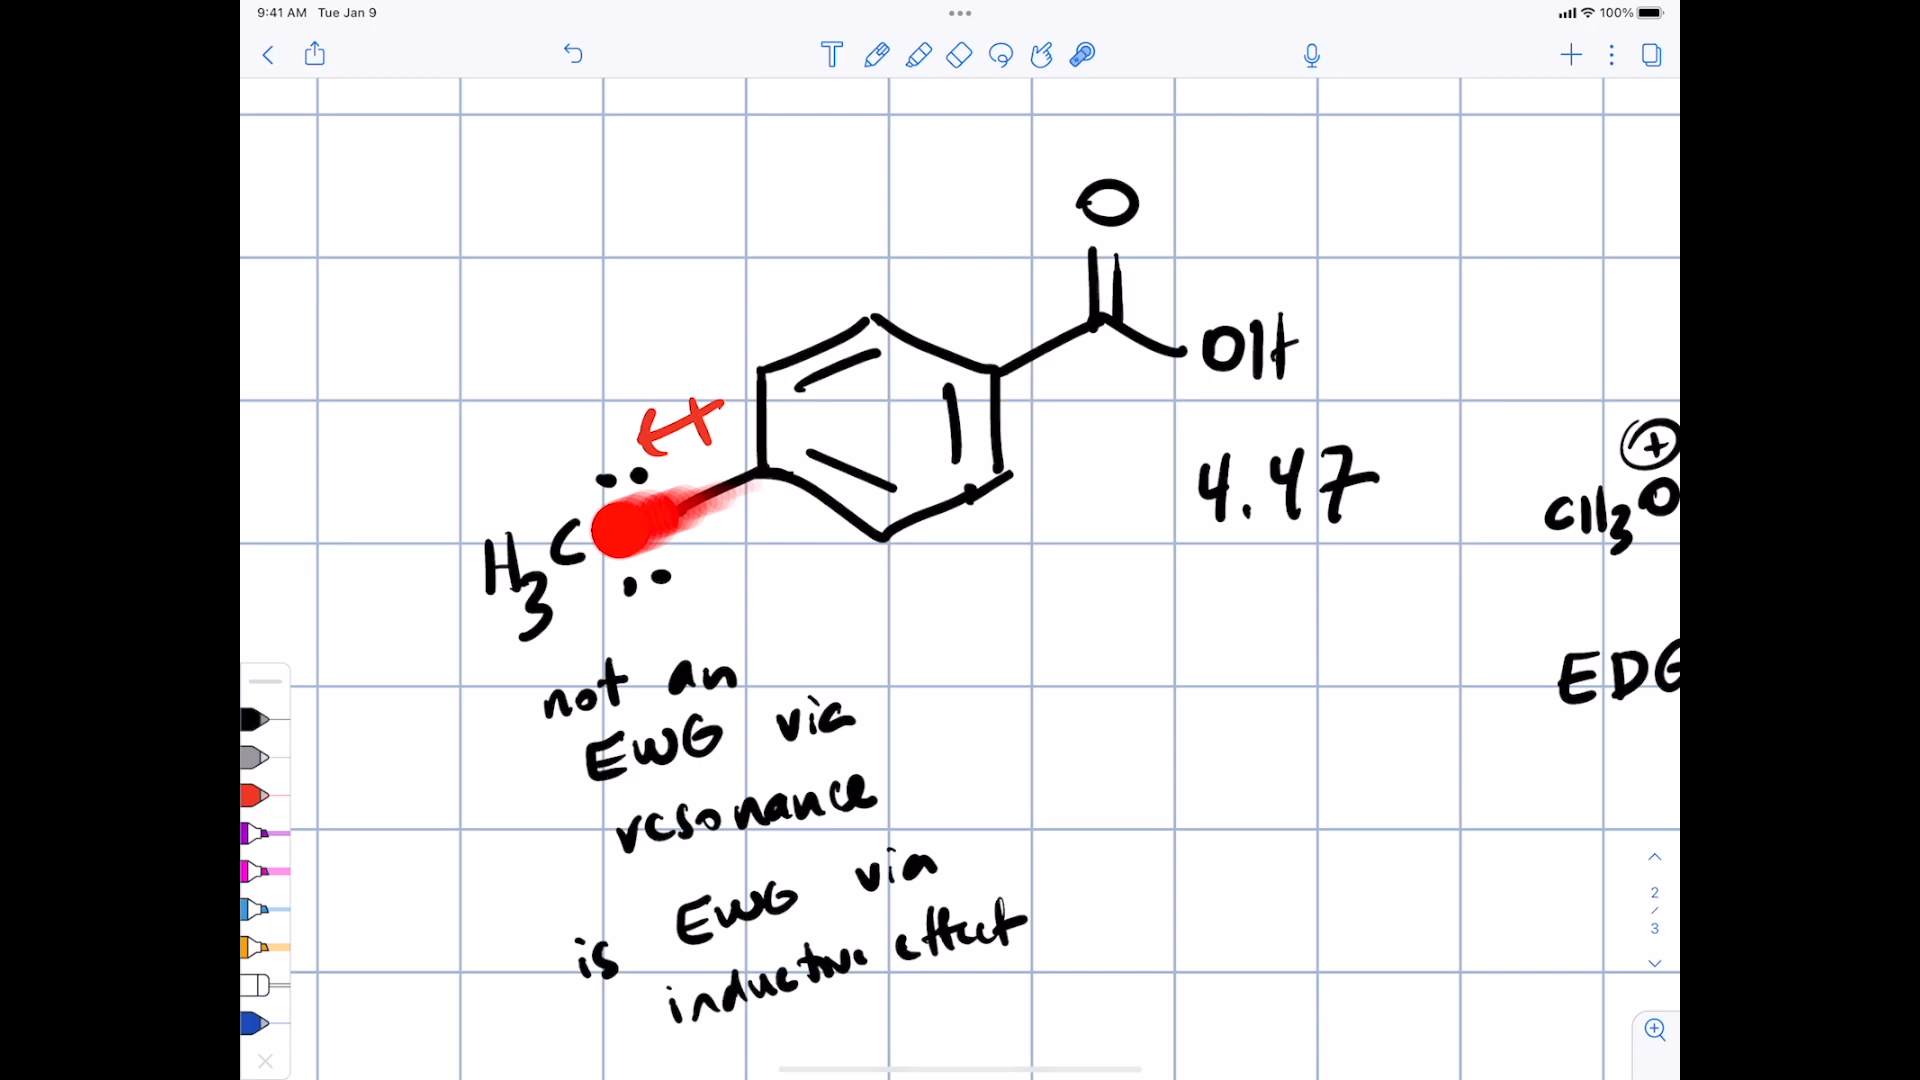 9:41 AM Tue Jan 9
100%
T
O
OH
4.47
H3C
CH3O
+
EDG
not an
EWG via
resonance
is EWG via
inductive effect
2
/
3